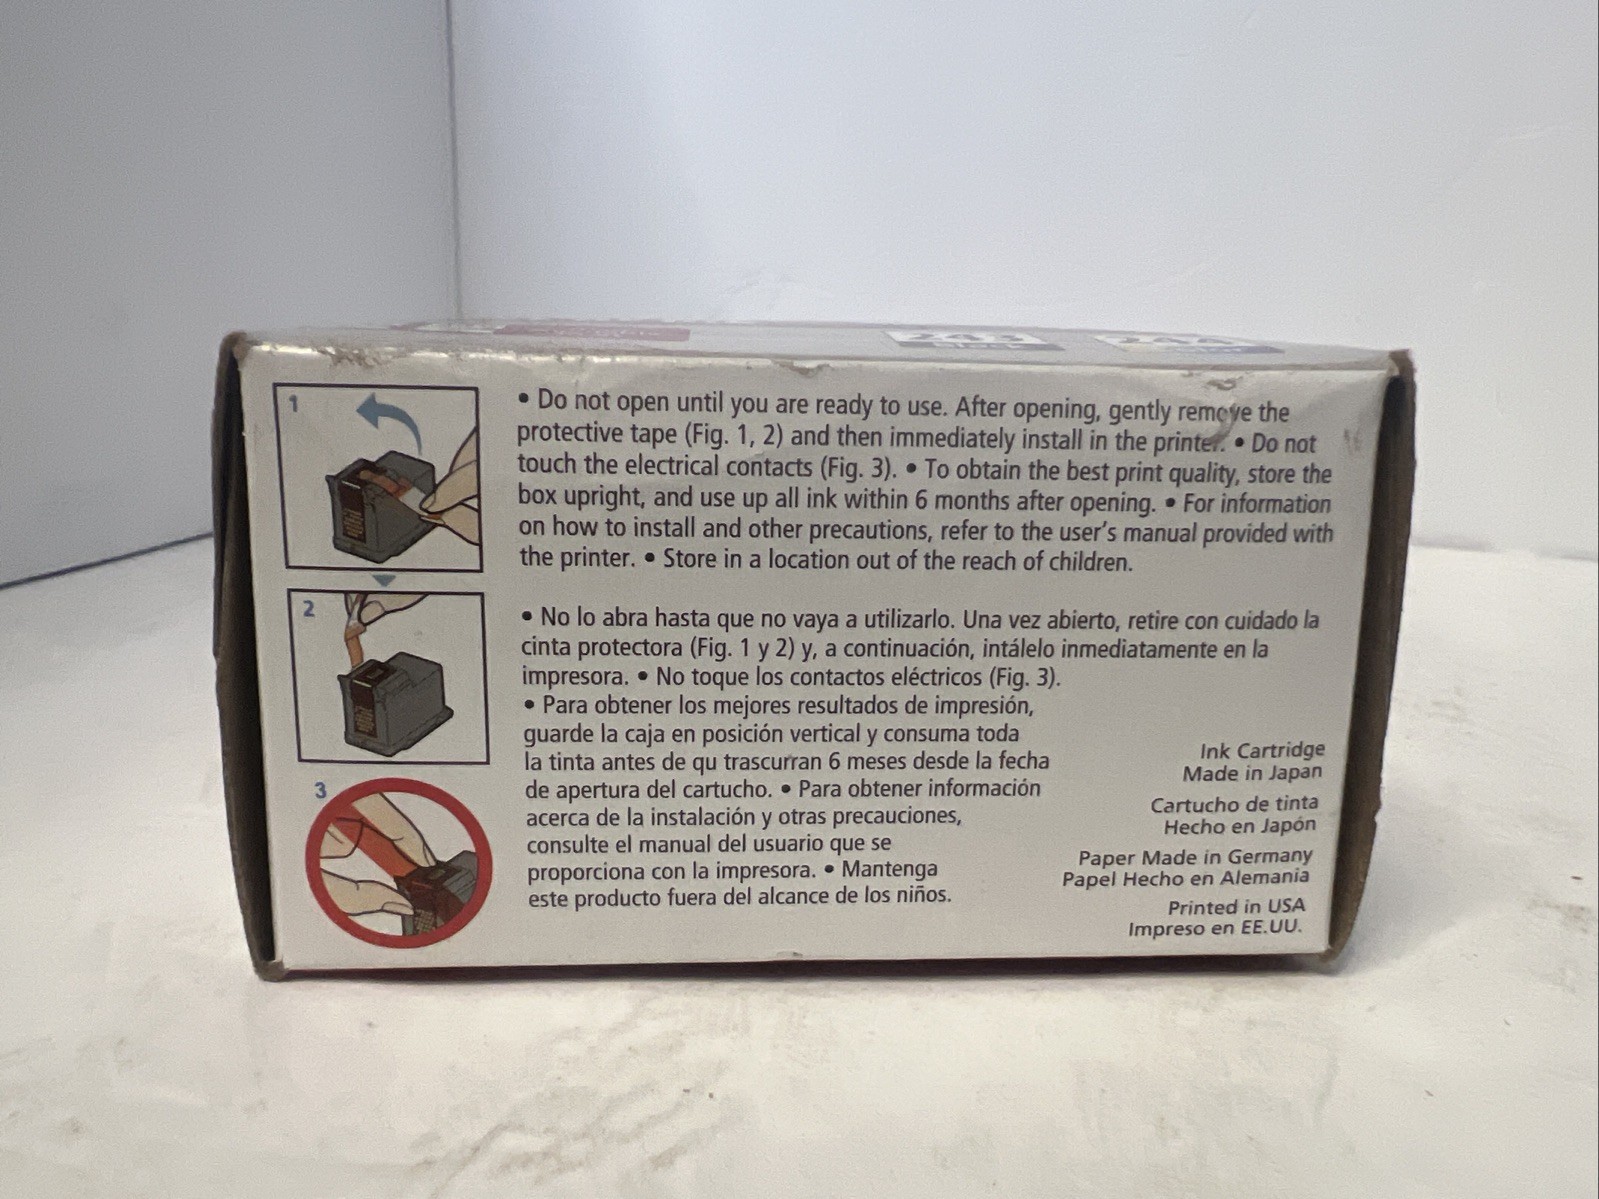 243
244
1
2
3
• Do not open until you are ready to use. After opening, gently remove the
protective tape (Fig. 1, 2) and then immediately install in the printer. • Do not
touch the electrical contacts (Fig. 3). • To obtain the best print quality, store the
box upright, and use up all ink within 6 months after opening. • For information
on how to install and other precautions, refer to the user's manual provided with
the printer. • Store in a location out of the reach of children.
• No lo abra hasta que no vaya a utilizarlo. Una vez abierto, retire con cuidado la
cinta protectora (Fig. 1 y 2) y, a continuación, intálelo inmediatamente en la
impresora. • No toque los contactos eléctricos (Fig. 3).
• Para obtener los mejores resultados de impresión,
guarde la caja en posición vertical y consuma toda
la tinta antes de qu trascurran 6 meses desde la fecha
de apertura del cartucho. • Para obtener información
acerca de la instalación y otras precauciones,
consulte el manual del usuario que se
proporciona con la impresora. • Mantenga
este producto fuera del alcance de los niños.
Ink Cartridge
Made in Japan
Cartucho de tinta
Hecho en Japón
Paper Made in Germany
Papel Hecho en Alemania
Printed in USA
Impreso en EE.UU.